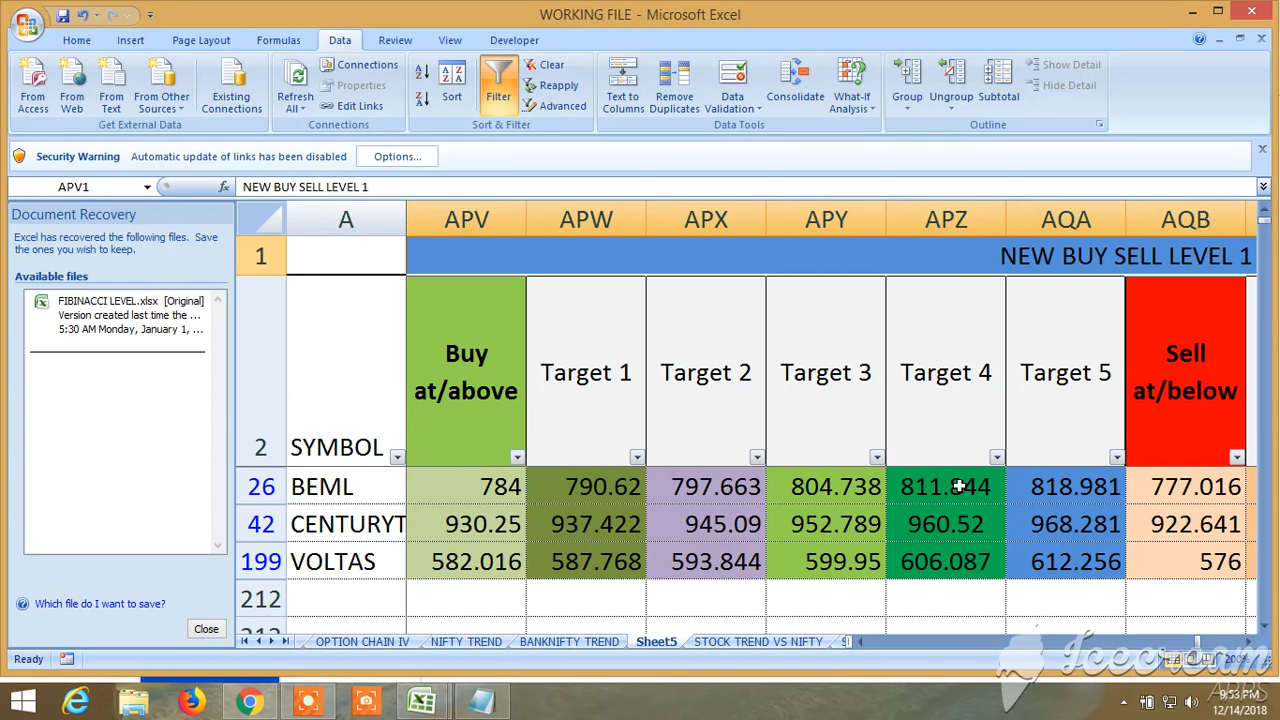 WORKING FILE - Microsoft Excel
Home Insert Page Layout Formulas Data Review View Developer
From Access
From Web
From Text
From Other Sources
Existing Connections
Get External Data
Refresh All
Connections
Properties
Edit Links
Connections
Sort
Filter
Clear
Reapply
Advanced
Sort & Filter
Text to Columns
Remove Duplicates
Data Validation
Consolidate
What-If Analysis
Data Tools
Group
Ungroup
Subtotal
Show Detail
Hide Detail
Outline
Security Warning Automatic update of links has been disabled Options...
APV1 fx NEW BUY SELL LEVEL 1
Document Recovery
Excel has recovered the following files. Save
the ones you wish to keep.
Available files
FIBINACCI LEVEL.xlsx [Original]
Version created last time the ...
5:30 AM Monday, January 1, ...
Which file do I want to save?
Close
A APV APW APX APY APZ AQA AQB
1 NEW BUY SELL LEVEL 1
2 SYMBOL Buy at/above Target 1 Target 2 Target 3 Target 4 Target 5 Sell at/below
26 BEML 784 790.62 797.663 804.738 811.844 818.981 777.016
42 CENTURYT 930.25 937.422 945.09 952.789 960.52 968.281 922.641
199 VOLTAS 582.016 587.768 593.844 599.95 606.087 612.256 576
212
OPTION CHAIN IV NIFTY TREND BANKNIFTY TREND Sheet5 STOCK TREND VS NIFTY
Ready 200%
Icecream
APPS
9:53 PM
12/14/2018